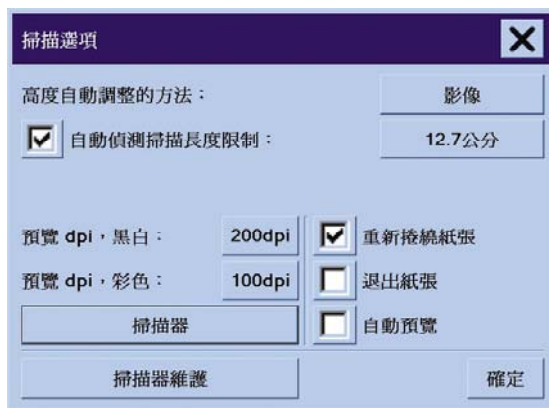 掃描選項
高度自動調整的方法： 影像
自動偵測掃描長度限制： 12.7公分
預覽 dpi，黑白： 200dpi 重新捲繞紙張
預覽 dpi，彩色： 100dpi 退出紙張
掃描器 自動預覽
掃描器維護 確定